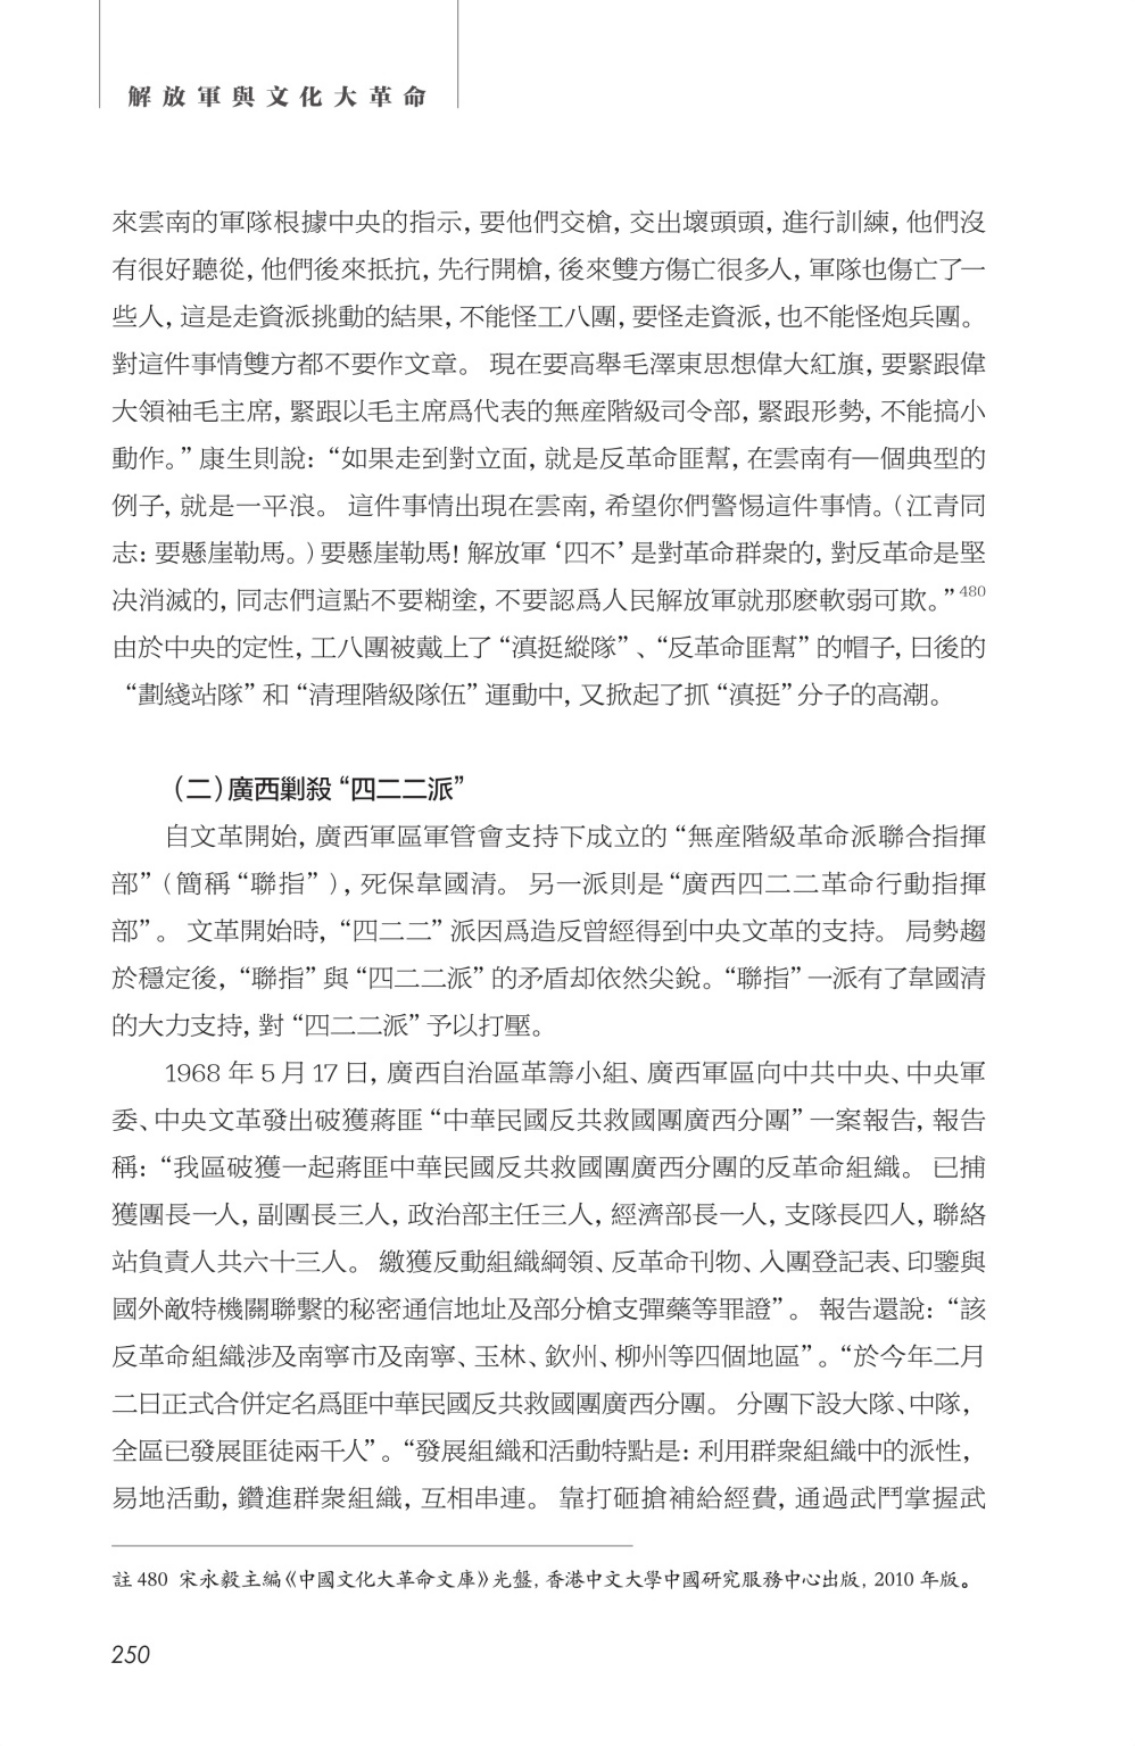 解放軍與文化大革命
來雲南的軍隊根據中央的指示, 要他們交槍, 交出壞頭頭, 進行訓練, 他們沒
有很好聽從, 他們後來抵抗, 先行開槍, 後來雙方傷亡很多人, 軍隊也傷亡了一
些人, 這是走資派挑動的結果, 不能怪工八團, 要怪走資派, 也不能怪炮兵團。
對這件事情雙方都不要作文章。 現在要高舉毛澤東思想偉大紅旗, 要緊跟偉
大領袖毛主席, 緊跟以毛主席爲代表的無産階級司令部, 緊跟形勢, 不能搞小
動作。” 康生則說: “如果走到對立面, 就是反革命匪幫, 在雲南有一個典型的
例子, 就是一平浪。 這件事情出現在雲南, 希望你們警惕這件事情。(江青同
志: 要懸崖勒馬。) 要懸崖勒馬! 解放軍 ‘四不’ 是對革命群衆的, 對反革命是堅
決消滅的, 同志們這點不要糊塗, 不要認爲人民解放軍就那麽軟弱可欺。” 480
由於中央的定性, 工八團被戴上了 “滇挺縱隊” 、“反革命匪幫” 的帽子, 日後的
“劃綫站隊” 和 “清理階級隊伍” 運動中, 又掀起了抓 “滇挺” 分子的高潮。
(二) 廣西剿殺 “四二二派”
自文革開始, 廣西軍區軍管會支持下成立的 “無産階級革命派聯合指揮
部” (簡稱 “聯指” ), 死保韋國清。 另一派則是 “廣西四二二革命行動指揮
部” 。 文革開始時, “四二二” 派因爲造反曾經得到中央文革的支持。 局勢趨
於穩定後, “聯指” 與 “四二二派” 的矛盾却依然尖銳。“聯指” 一派有了韋國清
的大力支持, 對 “四二二派” 予以打壓。
1968 年 5 月 17 日, 廣西自治區革籌小組、廣西軍區向中共中央、中央軍
委、中央文革發出破獲蔣匪 “中華民國反共救國團廣西分團” 一案報告, 報告
稱: “我區破獲一起蔣匪中華民國反共救國團廣西分團的反革命組織。 已捕
獲團長一人, 副團長三人, 政治部主任三人, 經濟部長一人, 支隊長四人, 聯絡
站負責人共六十三人。 繳獲反動組織綱領、反革命刊物、入團登記表、印鑒與
國外敵特機關聯繫的秘密通信地址及部分槍支彈藥等罪證” 。 報告還說: “該
反革命組織涉及南寧市及南寧、玉林、欽州、柳州等四個地區” 。“於今年二月
二日正式合併定名爲匪中華民國反共救國團廣西分團。 分團下設大隊、中隊,
全區已發展匪徒兩千人” 。“發展組織和活動特點是: 利用群衆組織中的派性,
易地活動, 鑽進群衆組織, 互相串連。 靠打砸搶補給經費, 通過武鬥掌握武
註 480 宋永毅主編《中國文化大革命文庫》光盤, 香港中文大學中國研究服務中心出版, 2010 年版。
250